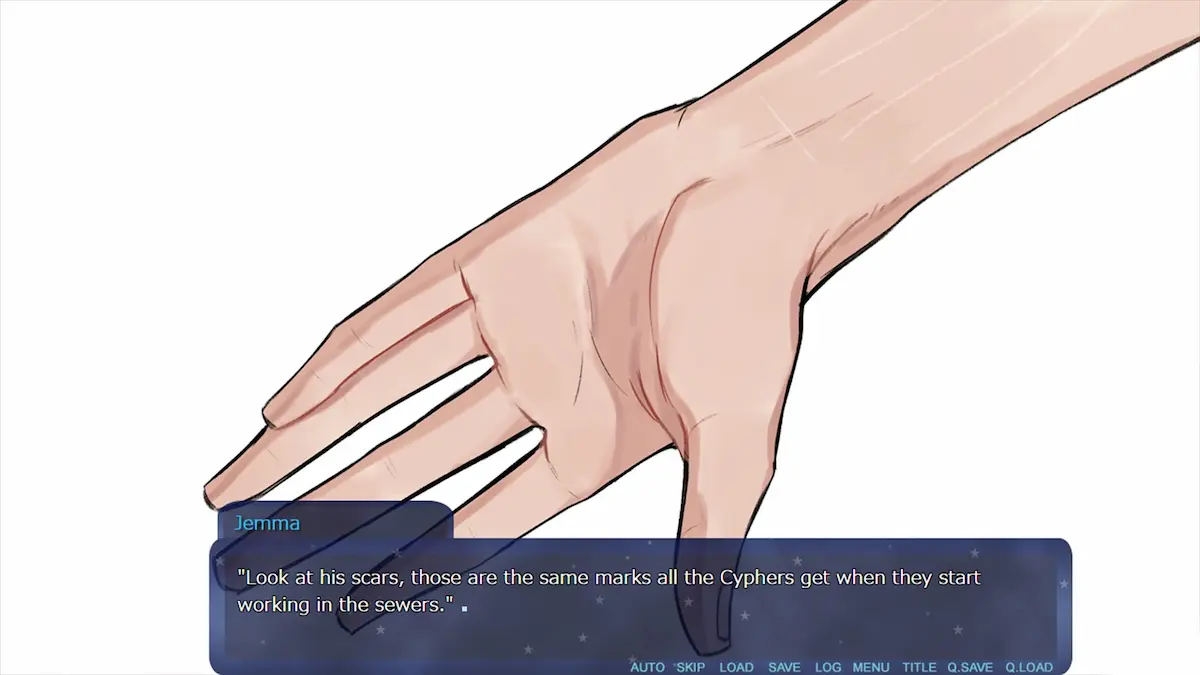 Jemma
"Look at his scars, those are the same marks all the Cyphers get when they start
working in the sewers."
AUTO SKIP LOAD SAVE LOG MENU TITLE Q.SAVE Q.LOAD